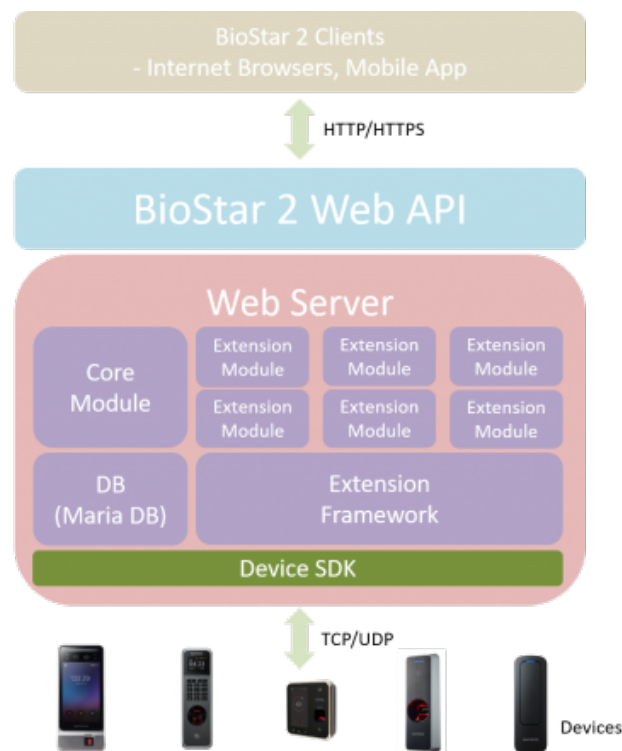 BioStar 2 Clients
- Internet Browsers, Mobile App
HTTP/HTTPS
BioStar 2 Web API
Web Server
Core
Module
Extension
Module
Extension
Module
Extension
Module
Extension
Module
Extension
Module
Extension
Module
DB
(Maria DB)
Extension
Framework
Device SDK
TCP/UDP
Devices